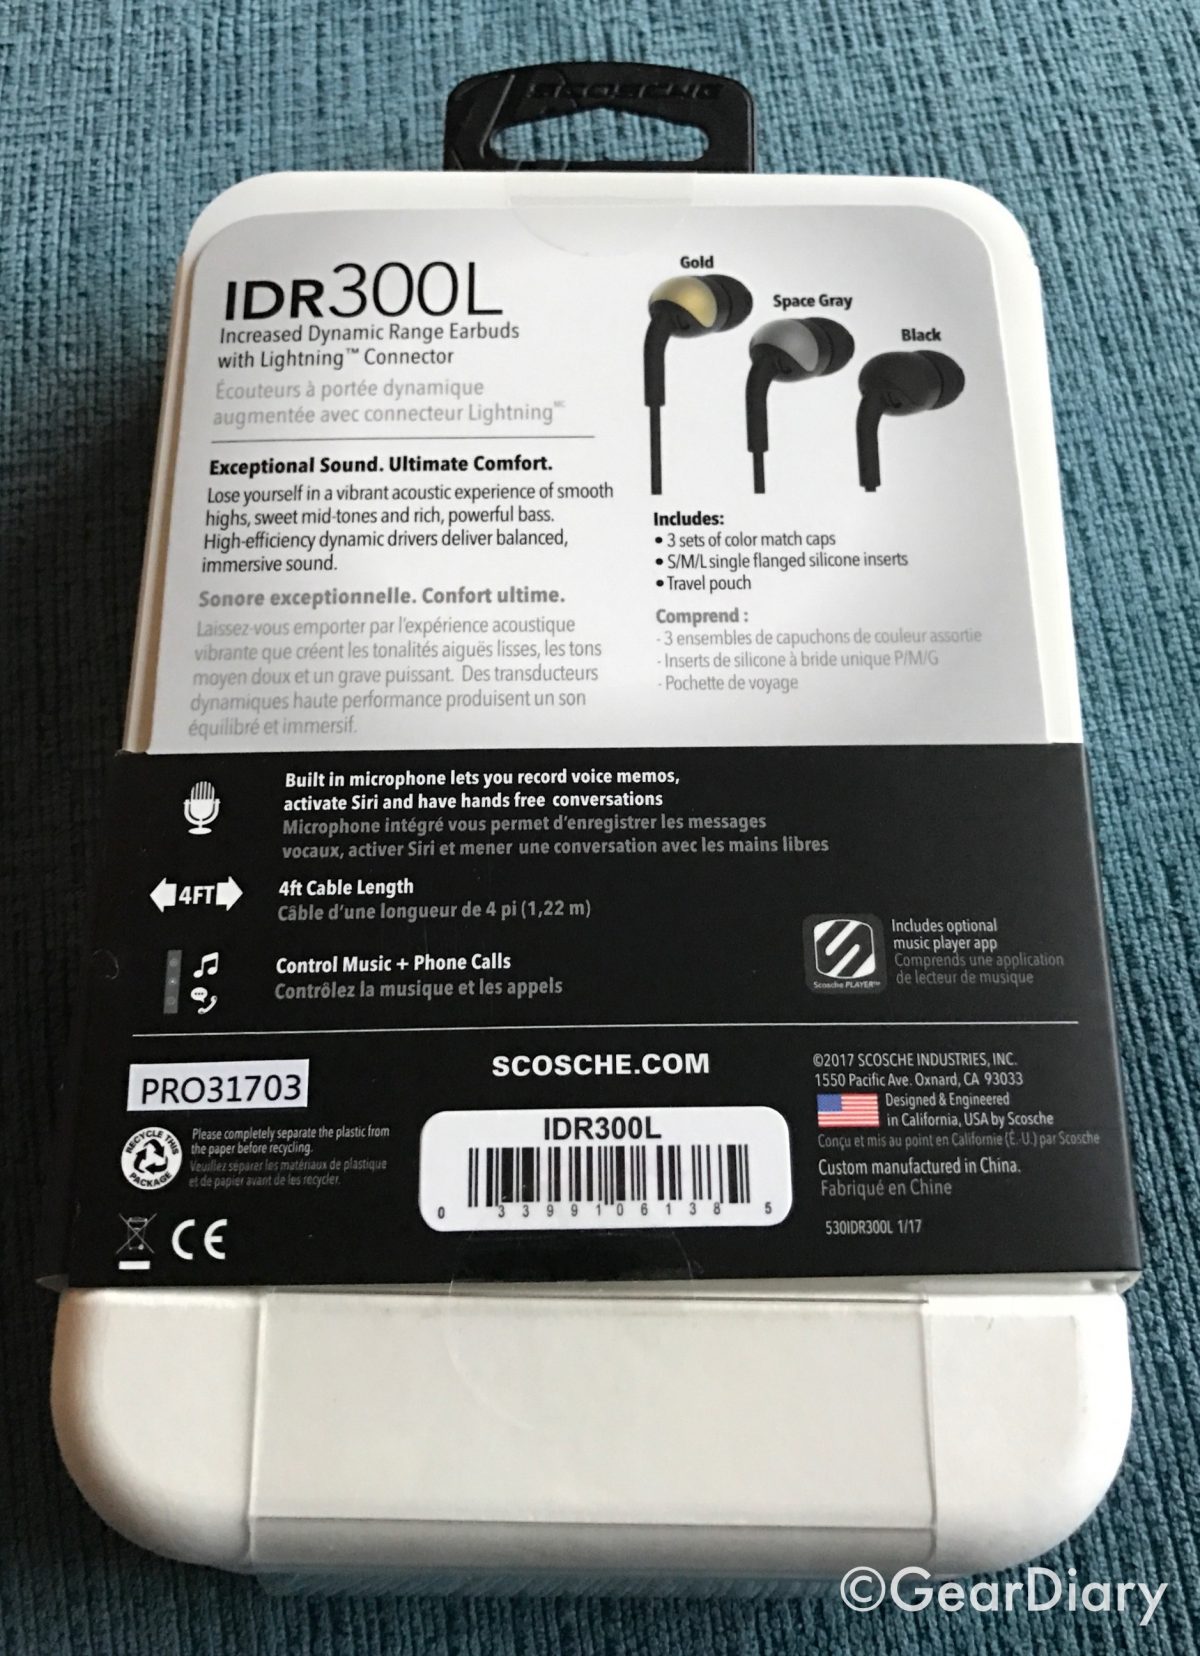 SCOSCHE
IDR300L
Increased Dynamic Range Earbuds
with Lightning™ Connector
Écouteurs à portée dynamique
augmentée avec connecteur Lightning MC
Exceptional Sound. Ultimate Comfort.
Lose yourself in a vibrant acoustic experience of smooth
highs, sweet mid-tones and rich, powerful bass.
High-efficiency dynamic drivers deliver balanced,
immersive sound.
Sonore exceptionnelle. Confort ultime.
Laissez-vous emporter par l'expérience acoustique
vibrante que créent les tonalités aiguës lisses, les tons
moyen doux et un grave puissant. Des transducteurs
dynamiques haute performance produisent un son
équilibré et immersif.
Gold
Space Gray
Black
Includes:
• 3 sets of color match caps
• S/M/L single flanged silicone inserts
• Travel pouch
Comprend :
- 3 ensembles de capuchons de couleur assortie
- Inserts de silicone à bride unique P/M/G
- Pochette de voyage
Built in microphone lets you record voice memos,
activate Siri and have hands free conversations
Microphone intégré vous permet d'enregistrer les messages
vocaux, activer Siri et mener une conversation avec les mains libres
4FT
4ft Cable Length
Câble d'une longueur de 4 pi (1,22 m)
Control Music + Phone Calls
Contrôlez la musique et les appels
Scosche PLAYER™
Includes optional
music player app
Comprends une application
de lecteur de musique
PRO31703
RECYCLE THIS
PACKAGE
Please completely separate the plastic from
the paper before recycling.
Veuillez séparer les matériaux de plastique
et de papier avant de les recycler.
CE
SCOSCHE.COM
IDR300L
0 33991 06138 5
©2017 SCOSCHE INDUSTRIES, INC.
1550 Pacific Ave. Oxnard, CA 93033
Designed & Engineered
in California, USA by Scosche
Conçu et mis au point en Californie (É.-U.) par Scosche
Custom manufactured in China.
Fabriqué en Chine
530IDR300L 1/17
©GearDiary